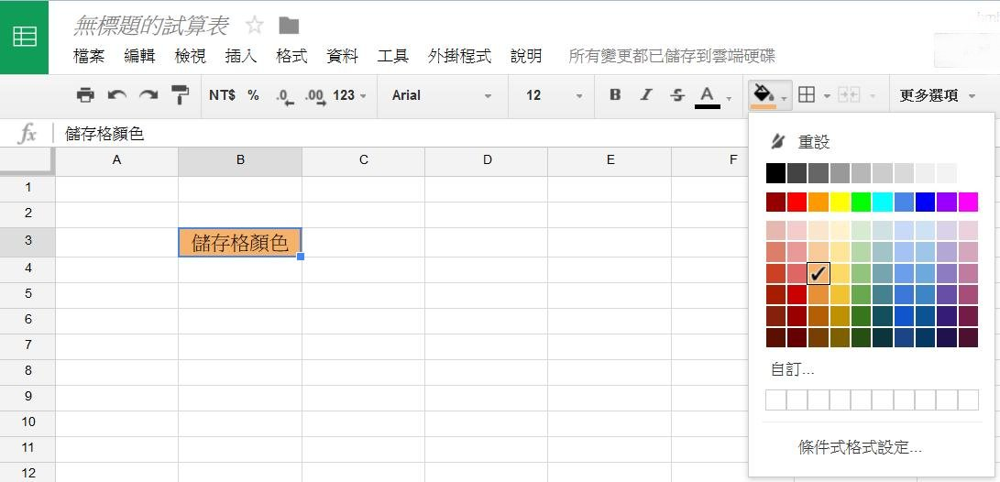 無標題的試算表
檔案 編輯 檢視 插入 格式 資料 工具 外掛程式 說明 所有變更都已儲存到雲端硬碟
NT$ % .0 .00 123 Arial 12 B I S A 更多選項
fx 儲存格顏色
A B C D E F
1
2
3 儲存格顏色
4
5
6
7
8
9
10
11
12
重設
自訂...
條件式格式設定...